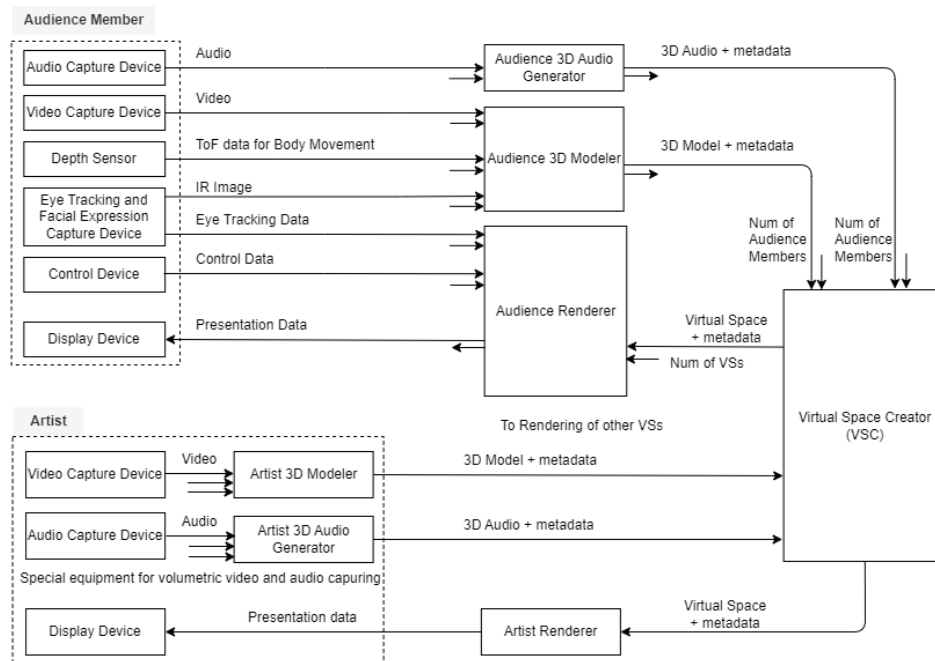 Audience Member
Audio Capture Device
Audio
Audience 3D Audio
Generator
3D Audio + metadata
Video Capture Device
Video
Audience 3D Modeler
3D Model + metadata
Depth Sensor
ToF data for Body Movement
Eye Tracking and
Facial Expression
Capture Device
IR Image
Eye Tracking Data
Num of
Audience
Members
Num of
Audience
Members
Control Device
Control Data
Audience Renderer
Display Device
Presentation Data
Virtual Space
+ metadata
Num of VSs
Virtual Space Creator
(VSC)
Artist
To Rendering of other VSs
Video Capture Device
Video
Artist 3D Modeler
3D Model + metadata
Audio Capture Device
Audio
Artist 3D Audio
Generator
3D Audio + metadata
Special equipment for volumetric video and audio capuring
Display Device
Presentation data
Artist Renderer
Virtual Space
+ metadata